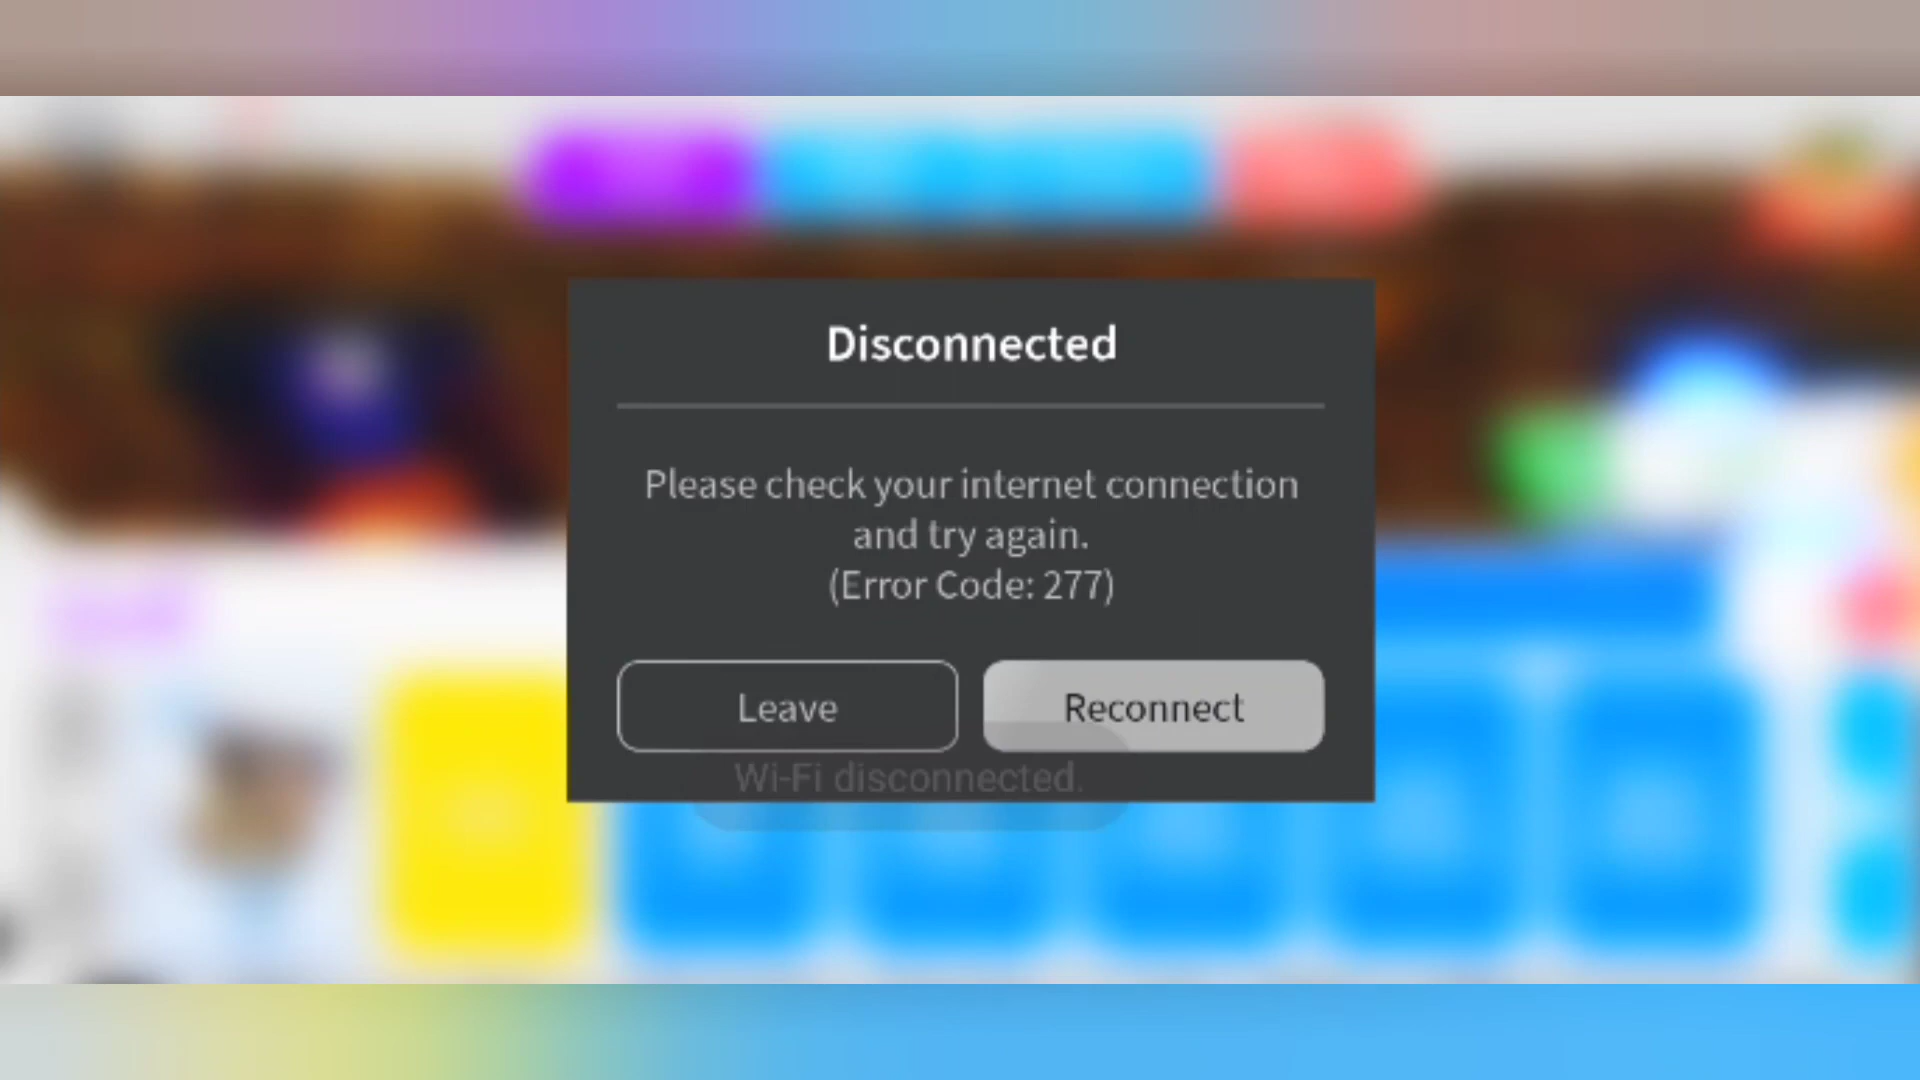 Disconnected
Please check your internet connection
and try again.
(Error Code: 277)
Leave
Reconnect
Wi-Fi disconnected.